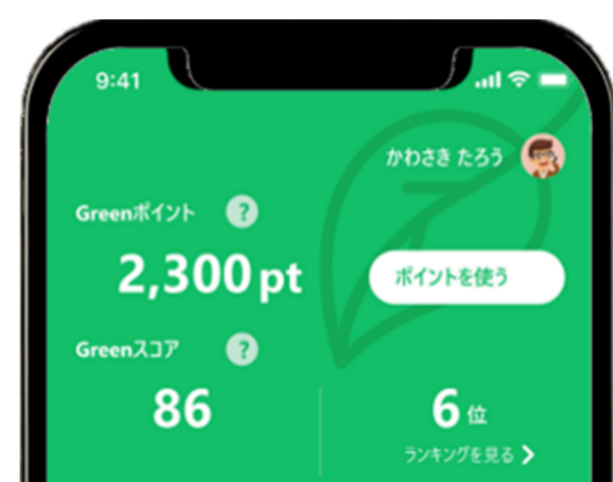 9:41
かわさき たろう
Greenポイント ?
2,300 pt
ポイントを使う
Greenスコア ?
86
6 位
ランキングを見る